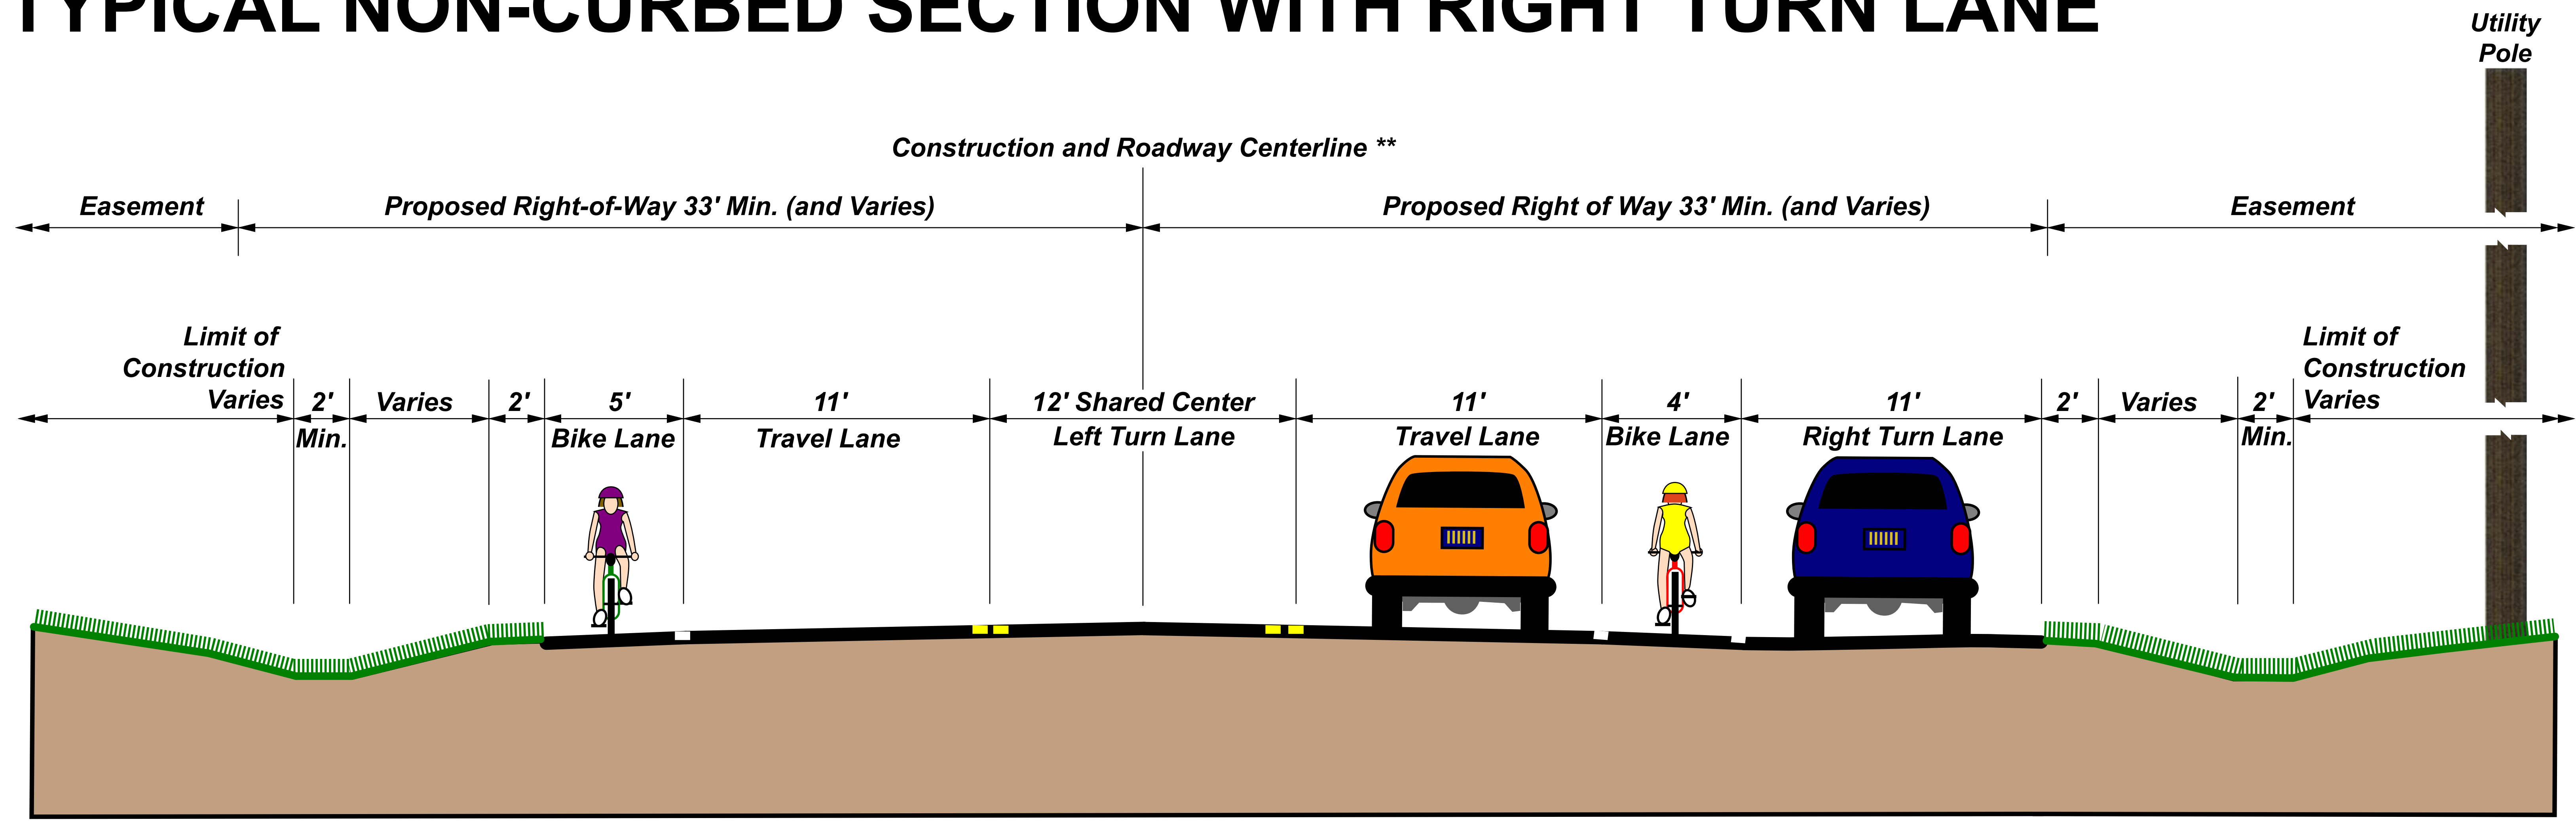 TYPICAL NON-CURBED SECTION WITH RIGHT TURN LANE
Utility
Pole
Construction and Roadway Centerline **
Easement
Proposed Right-of-Way 33' Min. (and Varies)
Proposed Right of Way 33' Min. (and Varies)
Easement
Limit of
Construction
Varies
2'
Min.
Varies
2'
5'
Bike Lane
11'
Travel Lane
12' Shared Center
Left Turn Lane
11'
Travel Lane
4'
Bike Lane
11'
Right Turn Lane
2'
Varies
2'
Min.
Limit of
Construction
Varies